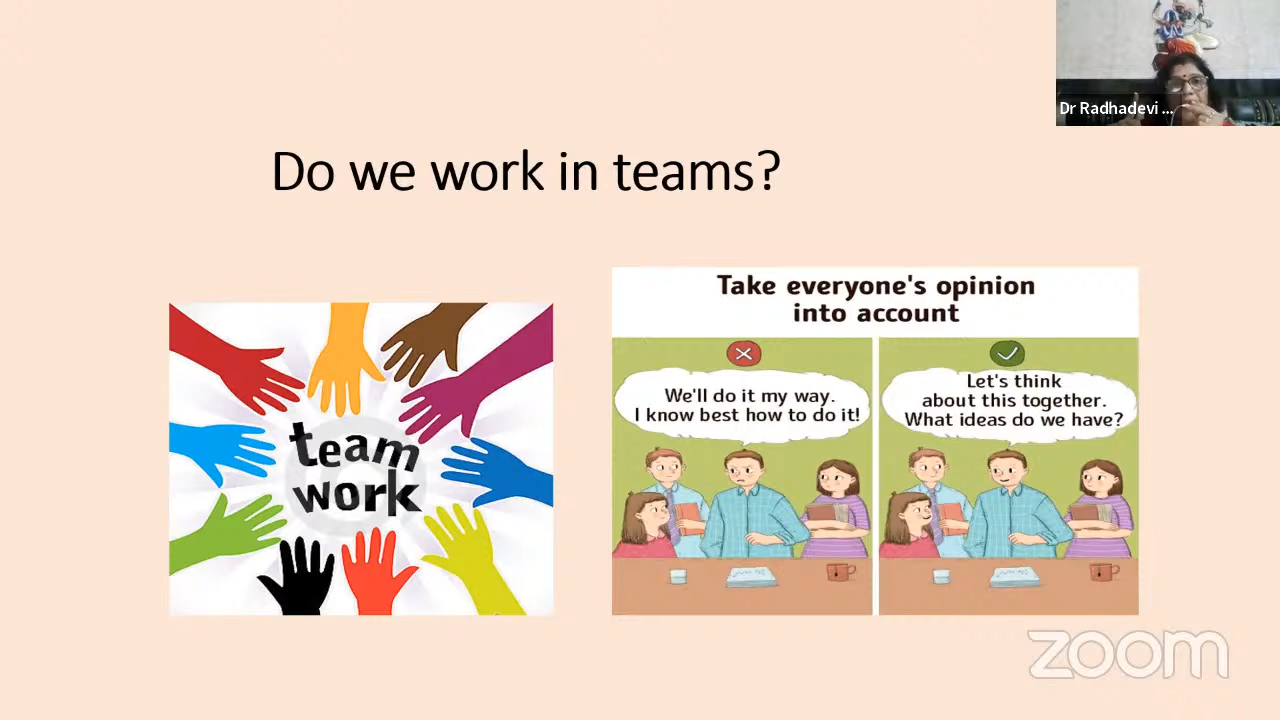 Dr Radhadevi ...
Do we work in teams?
team
work
Take everyone's opinion
into account
We'll do it my way.
I know best how to do it!
Let's think
about this together.
What ideas do we have?
zoom